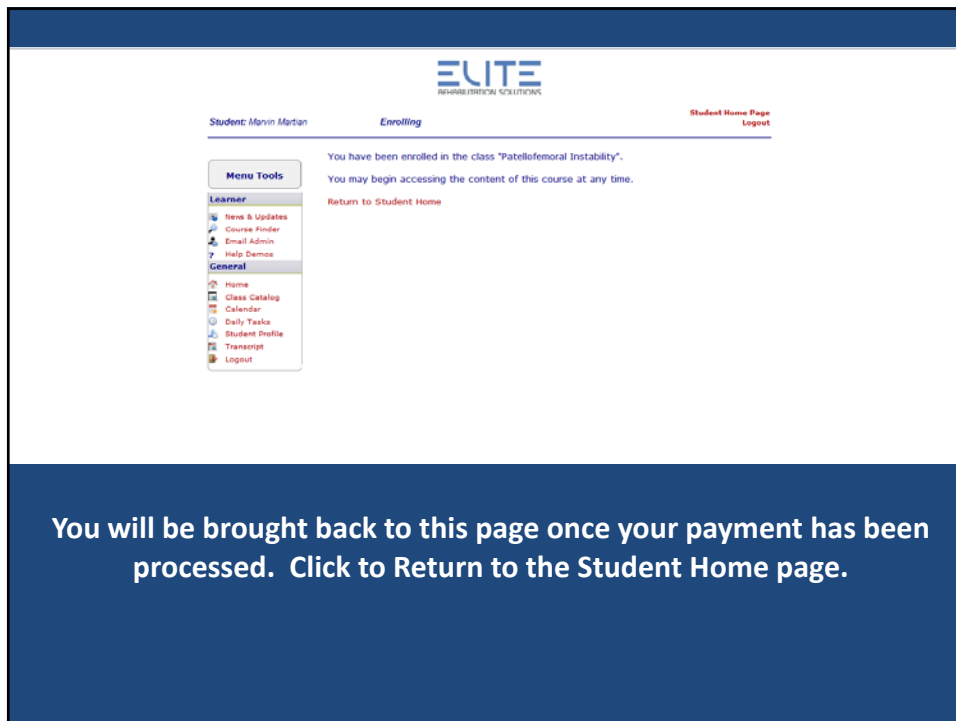 ELITE
REHABILITATION SOLUTIONS
Student: Marvin Martian
Enrolling
Student Home Page
Logout
You have been enrolled in the class "Patellofemoral Instability".
You may begin accessing the content of this course at any time.
Return to Student Home
Menu Tools
Learner
News & Updates
Course Finder
Email Admin
? Help Demos
General
Home
Class Catalog
Calendar
Daily Tasks
Student Profile
Transcript
Logout
You will be brought back to this page once your payment has been
processed. Click to Return to the Student Home page.